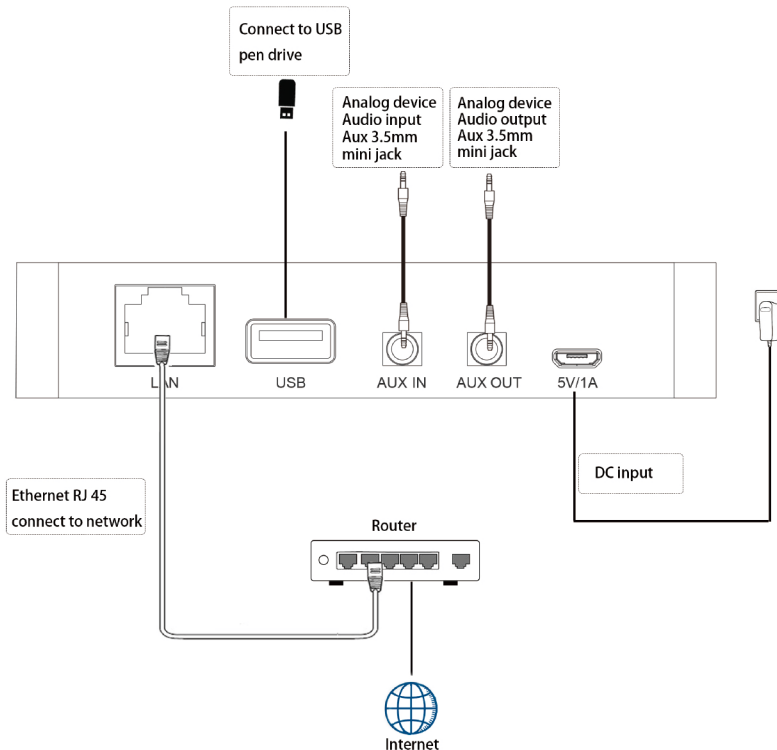 Connect to USB
pen drive
Analog device
Audio input
Aux 3.5mm
mini jack
Analog device
Audio output
Aux 3.5mm
mini jack
LAN
USB
AUX IN
AUX OUT
5V/1A
DC input
Ethernet RJ 45
connect to network
Router
Internet